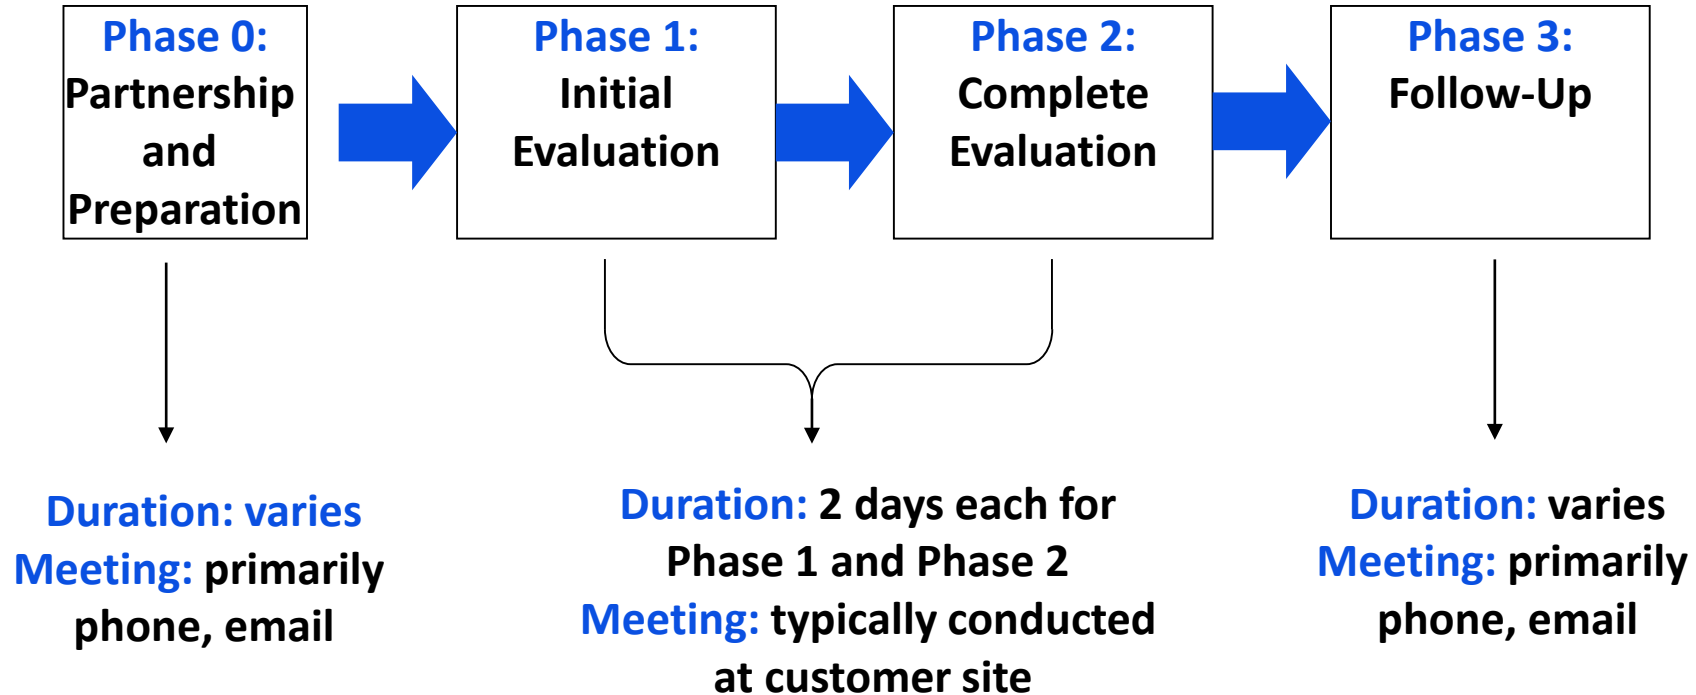 Phase 0:
Partnership
and
Preparation
Phase 1:
Initial
Evaluation
Phase 2:
Complete
Evaluation
Phase 3:
Follow-Up
Duration: varies
Meeting: primarily
phone, email
Duration: 2 days each for
Phase 1 and Phase 2
Meeting: typically conducted
at customer site
Duration: varies
Meeting: primarily
phone, email